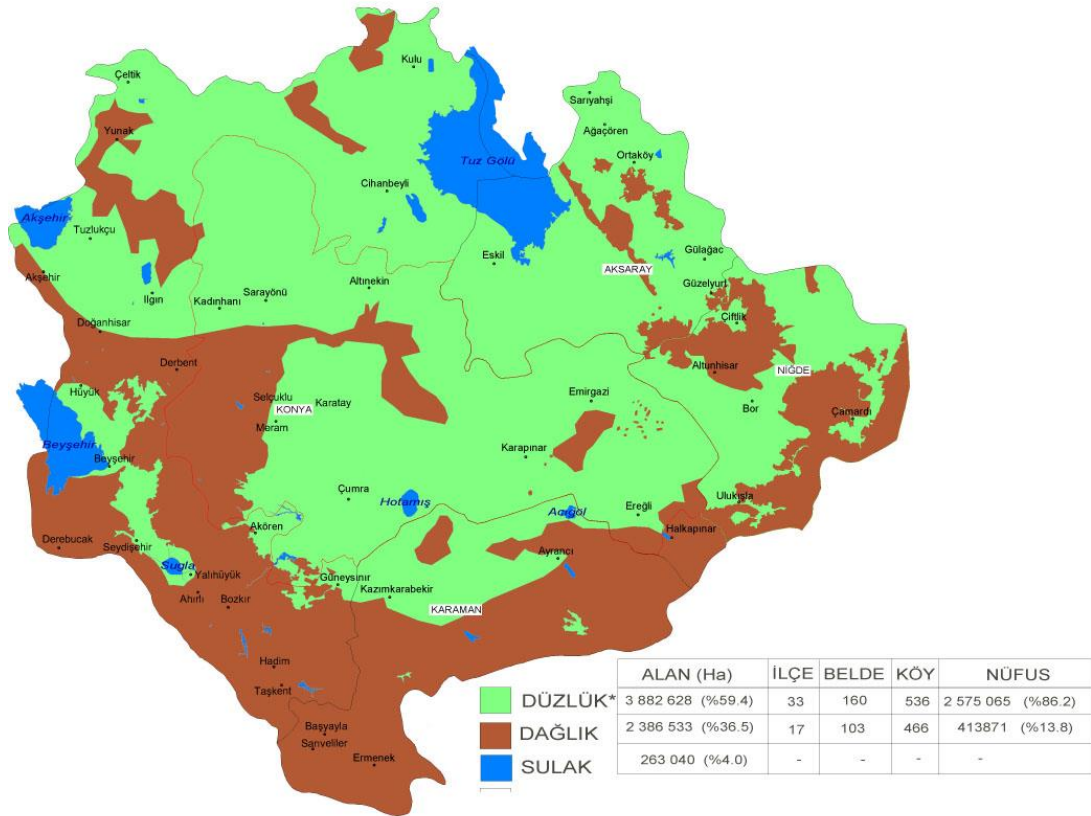 Kulu
Çeltik
Sarıyahşi
Ağaçören
Yunak
Ortaköy
Tuz Gölü
Cihanbeyli
Akşehir
Tuzlukçu
Gülağac
Eskil
AKSARAY
Akşehir
Güzelyurt
Altınekin
Ilgın
Sarayönü
Kadınhanı
Çiftlik
Doğanhisar
Derbent
Altunhisar
NİĞDE
Hüyük
Emirgazi
Selçuklu
Karatay
Bor
KONYA
Meram
Çamardı
Beyşehir
Karapınar
Beyşehir
Çumra
Hotamış
Ulukışla
Acıgöl
Ereğli
Akören
Halkapınar
Derebucak
Seydişehir
Ayrancı
Sugla
Yalıhüyük
Güneysınır
Ahırlı
Kazımkarabekir
Bozkır
KARAMAN
Hadim
Taşkent
Başyayla
Sarıveliler
Ermenek
ALAN (Ha) İLÇE BELDE KÖY NÜFUS
DÜZLÜK* 3 882 628 (%59.4) 33 160 536 2 575 065 (%86.2)
DAĞLIK 2 386 533 (%36.5) 17 103 466 413871 (%13.8)
SULAK 263 040 (%4.0) - - - -